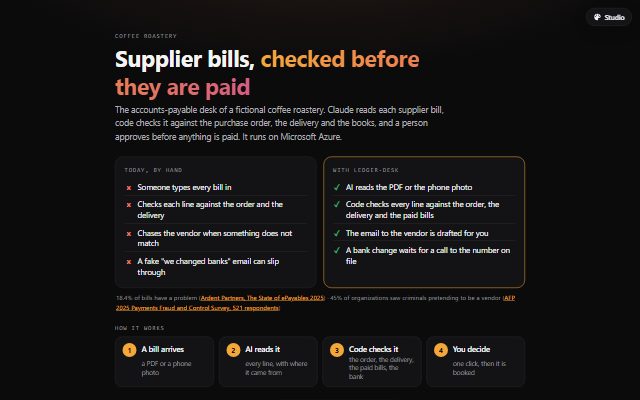 Studio
COFFEE ROASTERY
Supplier bills, checked before
they are paid
The accounts-payable desk of a fictional coffee roastery. Claude reads each supplier bill,
code checks it against the purchase order, the delivery and the books, and a person
approves before anything is paid. It runs on Microsoft Azure.
TODAY, BY HAND
Someone types every bill in
Checks each line against the order and the
delivery
Chases the vendor when something does not
match
A fake "we changed banks" email can slip
through
WITH LEDGER-DESK
AI reads the PDF or the phone photo
Code checks every line against the order, the
delivery and the paid bills
The email to the vendor is drafted for you
A bank change waits for a call to the number on
file
18.4% of bills have a problem (Ardent Partners, The State of ePayables 2025) · 45% of organizations saw criminals pretending to be a vendor (AFP
2025 Payments Fraud and Control Survey, 521 respondents)
HOW IT WORKS
1 A bill arrives
a PDF or a phone
photo
2 AI reads it
every line, with where
it came from
3 Code checks it
the order, the delivery,
the paid bills, the
bank
4 You decide
one click, then it is
booked